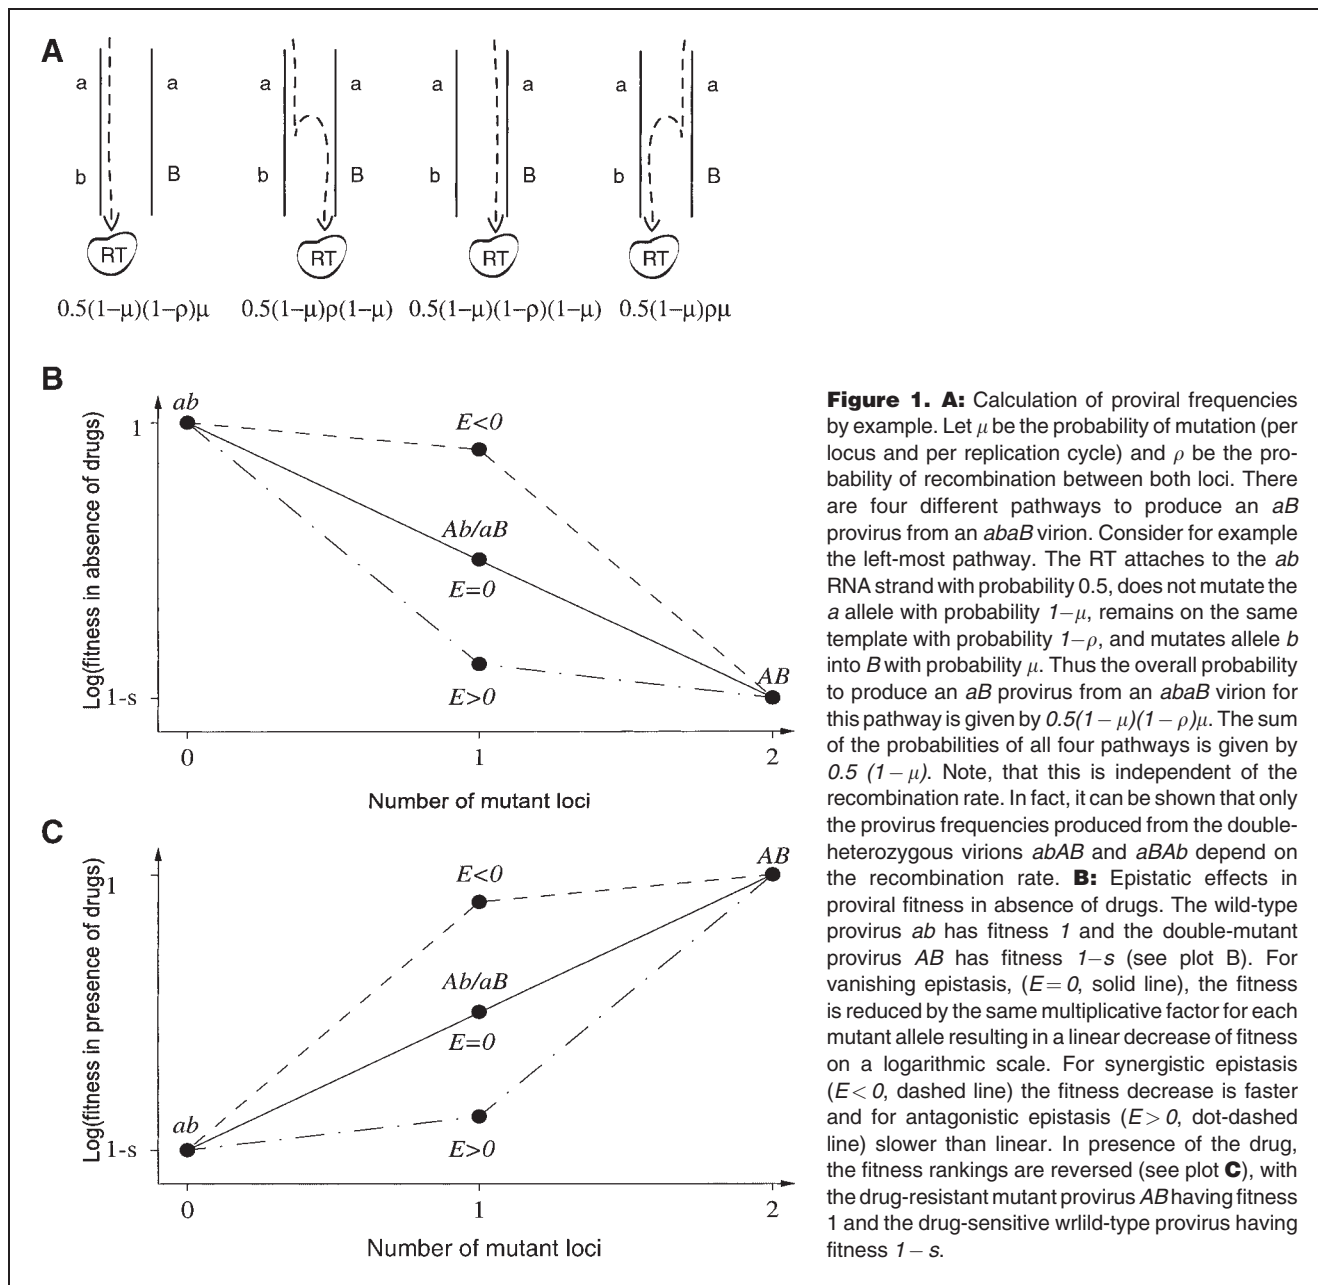 A
a
a
a
a
a
a
a
a
b
B
b
B
b
B
b
B
RT
RT
RT
RT
0.5(1−μ)(1−ρ)μ
0.5(1−μ)ρ(1−μ)
0.5(1−μ)(1−ρ)(1−μ)
0.5(1−μ)ρμ
B
Log(fitness in absence of drugs)
1
1-s
ab
E<0
Ab/aB
E=0
E>0
AB
0
1
2
Number of mutant loci
C
Log(fitness in presence of drugs)
1
1-s
ab
E<0
Ab/aB
E=0
E>0
AB
0
1
2
Number of mutant loci
Figure 1. A: Calculation of proviral frequencies
by example. Let μ be the probability of mutation (per
locus and per replication cycle) and ρ be the pro-
bability of recombination between both loci. There
are four different pathways to produce an aB
provirus from an abaB virion. Consider for example
the left-most pathway. The RT attaches to the ab
RNA strand with probability 0.5, does not mutate the
a allele with probability 1−μ, remains on the same
template with probability 1−ρ, and mutates allele b
into B with probability μ. Thus the overall probability
to produce an aB provirus from an abaB virion for
this pathway is given by 0.5(1 − μ)(1 − ρ)μ. The sum
of the probabilities of all four pathways is given by
0.5 (1 − μ). Note, that this is independent of the
recombination rate. In fact, it can be shown that only
the provirus frequencies produced from the double-
heterozygous virions abAB and aBAb depend on
the recombination rate. B: Epistatic effects in
proviral fitness in absence of drugs. The wild-type
provirus ab has fitness 1 and the double-mutant
provirus AB has fitness 1−s (see plot B). For
vanishing epistasis, (E = 0, solid line), the fitness
is reduced by the same multiplicative factor for each
mutant allele resulting in a linear decrease of fitness
on a logarithmic scale. For synergistic epistasis
(E < 0, dashed line) the fitness decrease is faster
and for antagonistic epistasis (E > 0, dot-dashed
line) slower than linear. In presence of the drug,
the fitness rankings are reversed (see plot C), with
the drug-resistant mutant provirus AB having fitness
1 and the drug-sensitive wrlild-type provirus having
fitness 1 − s.